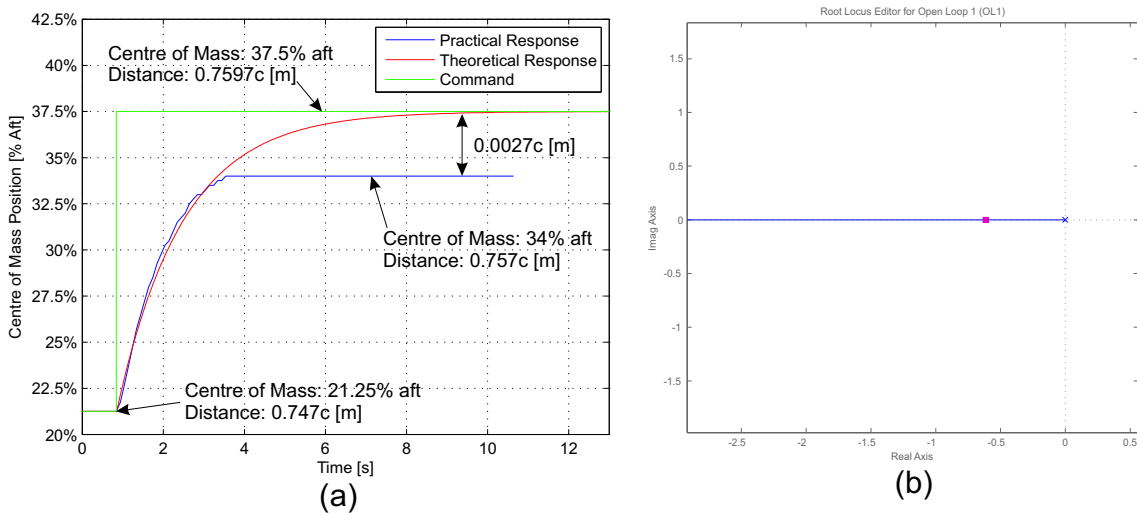 42.5%
40%
37.5%
35%
32.5%
30%
27.5%
25%
22.5%
20%
Centre of Mass Position [% Aft]
Centre of Mass: 37.5% aft
Distance: 0.7597c [m]
Practical Response
Theoretical Response
Command
0.0027c [m]
Centre of Mass: 34% aft
Distance: 0.757c [m]
Centre of Mass: 21.25% aft
Distance: 0.747c [m]
0 2 4 6 8 10 12
Time [s]
(a)
Root Locus Editor for Open Loop 1 (OL1)
1.5
1
0.5
0
-0.5
-1
-1.5
Imag Axis
-2.5 -2 -1.5 -1 -0.5 0 0.5
Real Axis
(b)